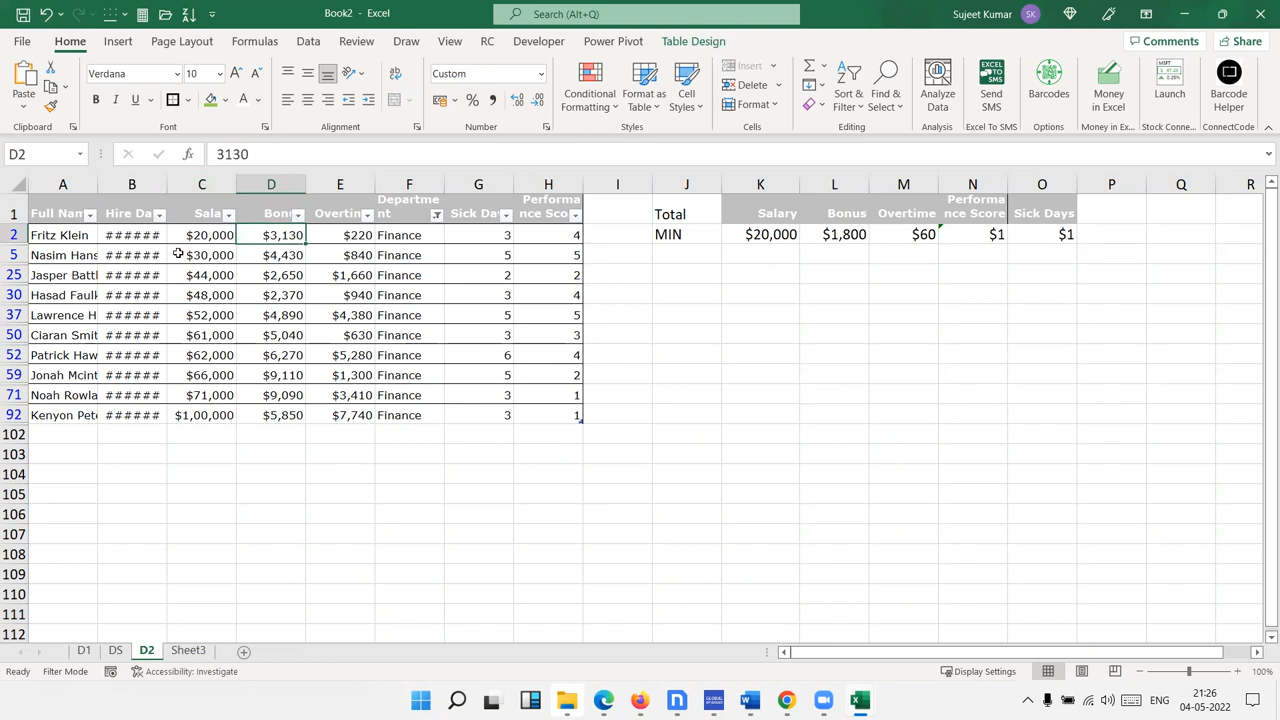 Book2 - Excel
Search (Alt+Q)
Sujeet Kumar
SK
File Home Insert Page Layout Formulas Data Review View Draw RC Developer Power Pivot Table Design
Comments Share
Paste
Verdana 10
Custom
Conditional Formatting
Format as Table
Cell Styles
Insert
Delete
Format
Sort & Filter
Find & Select
Analyze Data
Send SMS
Barcodes
Money in Excel
Launch
Barcode Helper
Clipboard Font Alignment Number Styles Cells Editing Analysis Excel To SMS Options Money in Ex... Stock Conne... ConnectCode
D2 fx 3130
A B C D E F G H I J K L M N O P Q R
1 Full Nam Hire Da Sala Bonu Overtim Departme nt Sick Day Performa nce Scor Total Salary Bonus Overtime Performa nce Score Sick Days
2 Fritz Klein ###### $20,000 $3,130 $220 Finance 3 4 MIN $20,000 $1,800 $60 $1 $1
5 Nasim Hans ###### $30,000 $4,430 $840 Finance 5 5
25 Jasper Battl ###### $44,000 $2,650 $1,660 Finance 2 2
30 Hasad Faulk ###### $48,000 $2,370 $940 Finance 3 4
37 Lawrence H ###### $52,000 $4,890 $4,380 Finance 5 5
50 Ciaran Smit ###### $61,000 $5,040 $630 Finance 3 3
52 Patrick Haw ###### $62,000 $6,270 $5,280 Finance 6 4
59 Jonah Mcint ###### $66,000 $9,110 $1,300 Finance 5 2
71 Noah Rowla ###### $71,000 $9,090 $3,410 Finance 3 1
92 Kenyon Pete ###### $1,00,000 $5,850 $7,740 Finance 3 1
102
103
104
105
106
107
108
109
110
111
112
D1 DS D2 Sheet3
Ready Filter Mode Accessibility: Investigate Display Settings 100%
ENG
21:26
04-05-2022